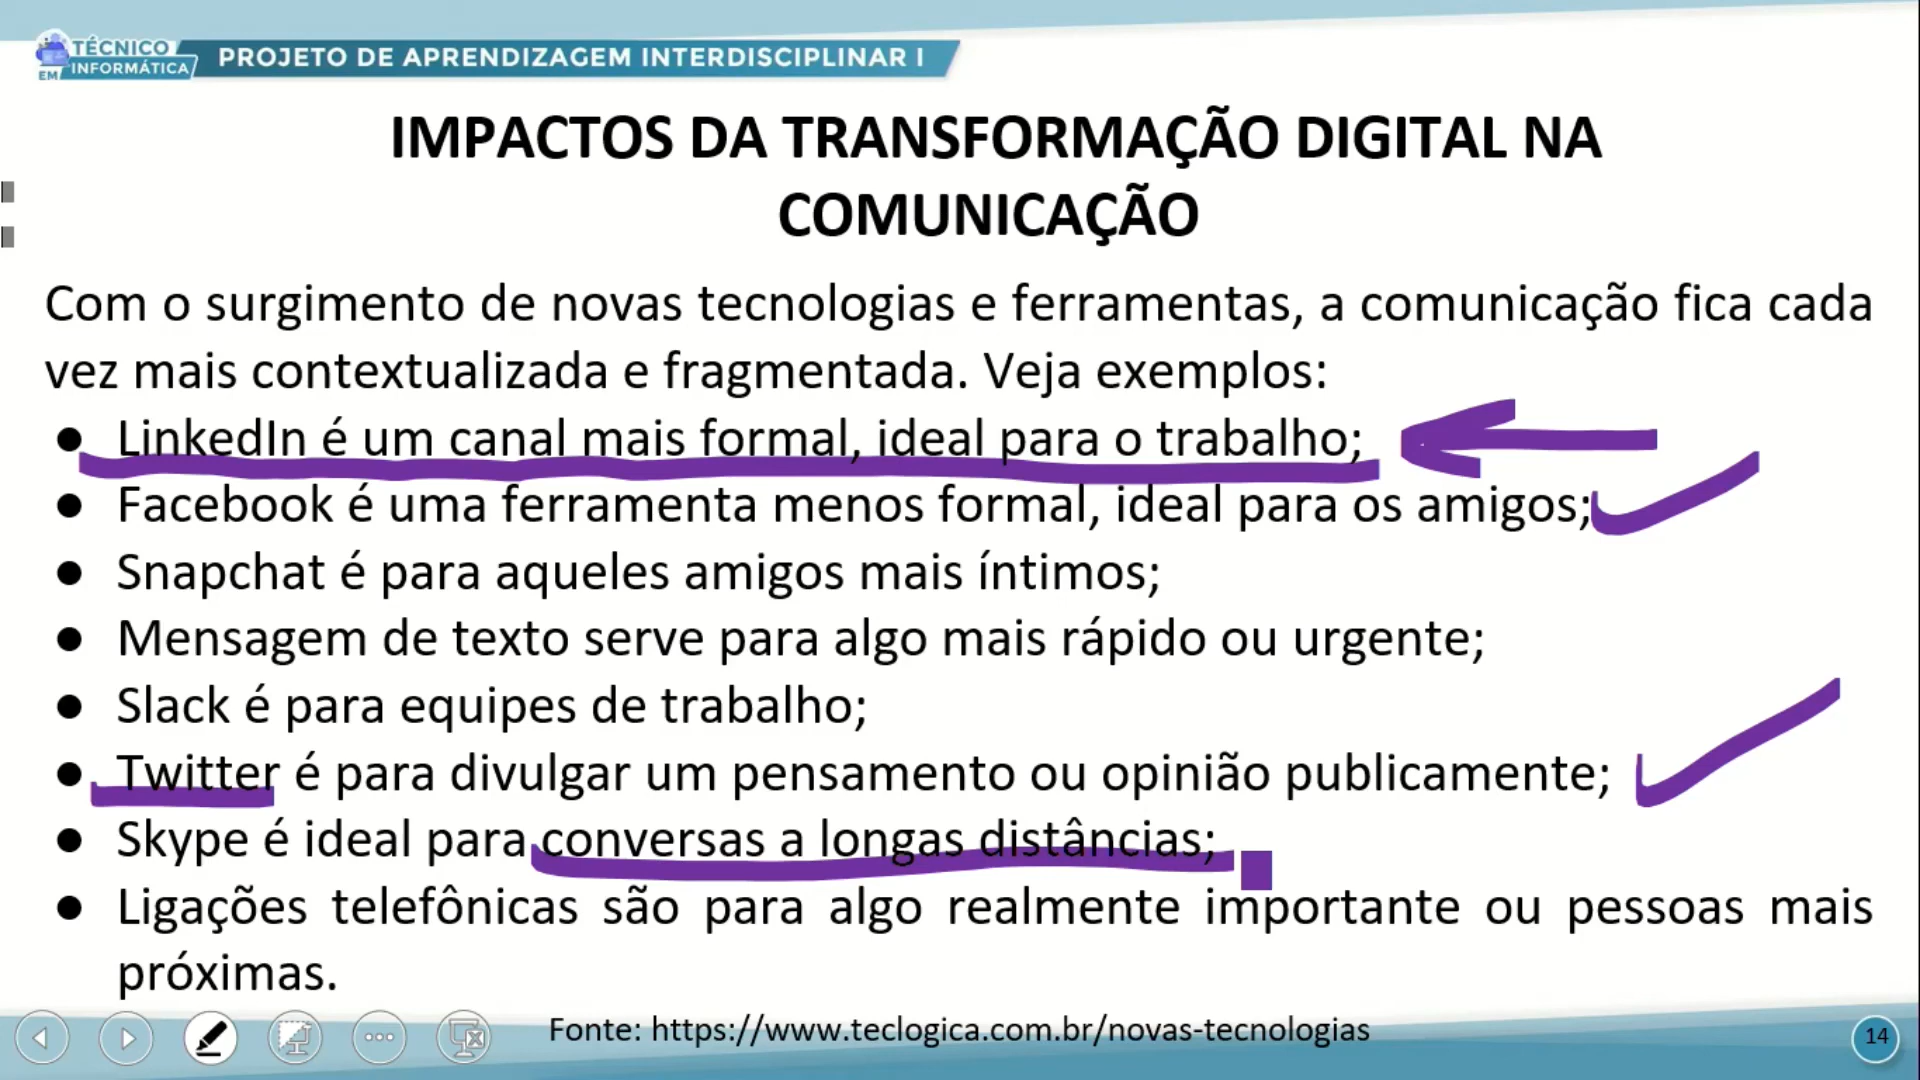 TÉCNICO
EM INFORMÁTICA
PROJETO DE APRENDIZAGEM INTERDISCIPLINAR I
IMPACTOS DA TRANSFORMAÇÃO DIGITAL NA
COMUNICAÇÃO
Com o surgimento de novas tecnologias e ferramentas, a comunicação fica cada
vez mais contextualizada e fragmentada. Veja exemplos:
● LinkedIn é um canal mais formal, ideal para o trabalho;
● Facebook é uma ferramenta menos formal, ideal para os amigos;
● Snapchat é para aqueles amigos mais íntimos;
● Mensagem de texto serve para algo mais rápido ou urgente;
● Slack é para equipes de trabalho;
● Twitter é para divulgar um pensamento ou opinião publicamente;
● Skype é ideal para conversas a longas distâncias;
● Ligações telefônicas são para algo realmente importante ou pessoas mais
próximas.
Fonte: https://www.teclogica.com.br/novas-tecnologias
14